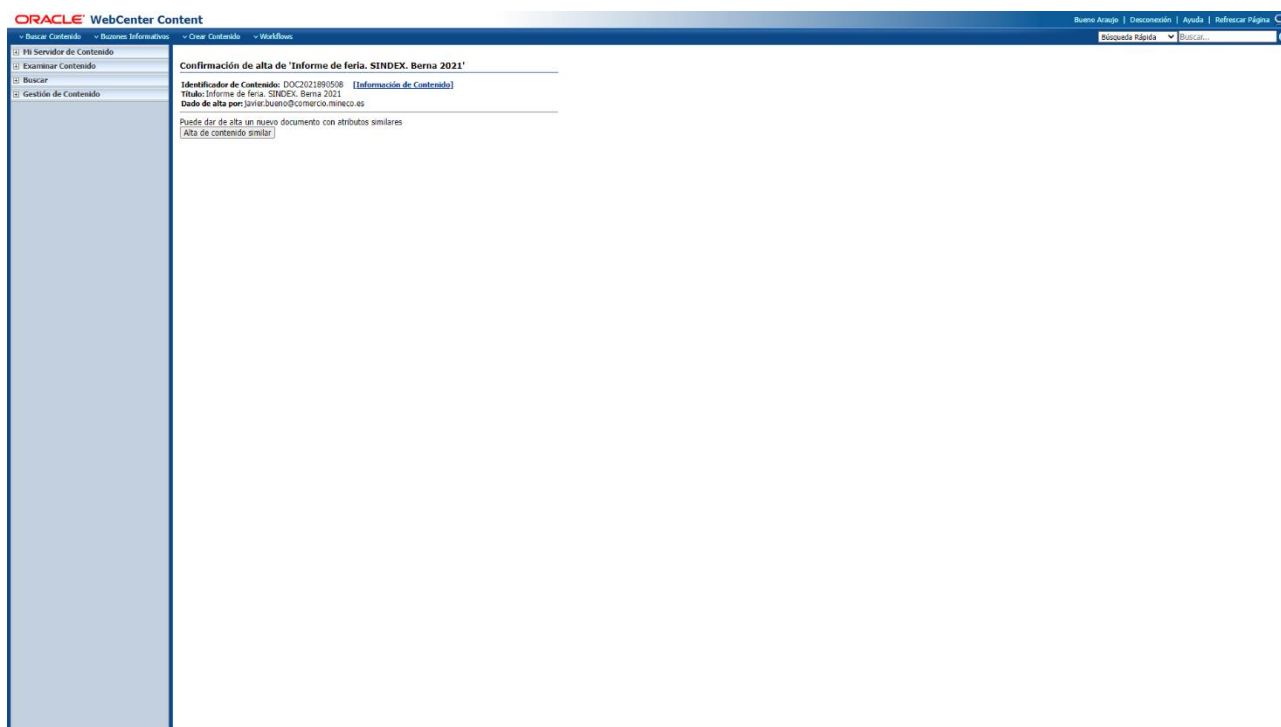 ORACLE WebCenter Content
Bueno Araujo | Desconexión | Ayuda | Refrescar Página
Buscar Contenido Buzones Informativos Crear Contenido Workflows
Búsqueda Rápida Buscar...
Mi Servidor de Contenido
Examinar Contenido
Buscar
Gestión de Contenido
Confirmación de alta de 'Informe de feria. SINDEX. Berna 2021'
Identificador de Contenido: DOC2021890508 [Información de Contenido]
Título: Informe de feria. SINDEX. Berna 2021
Dado de alta por: javier.bueno@comercio.mineco.es
Puede dar de alta un nuevo documento con atributos similares
Alta de contenido similar